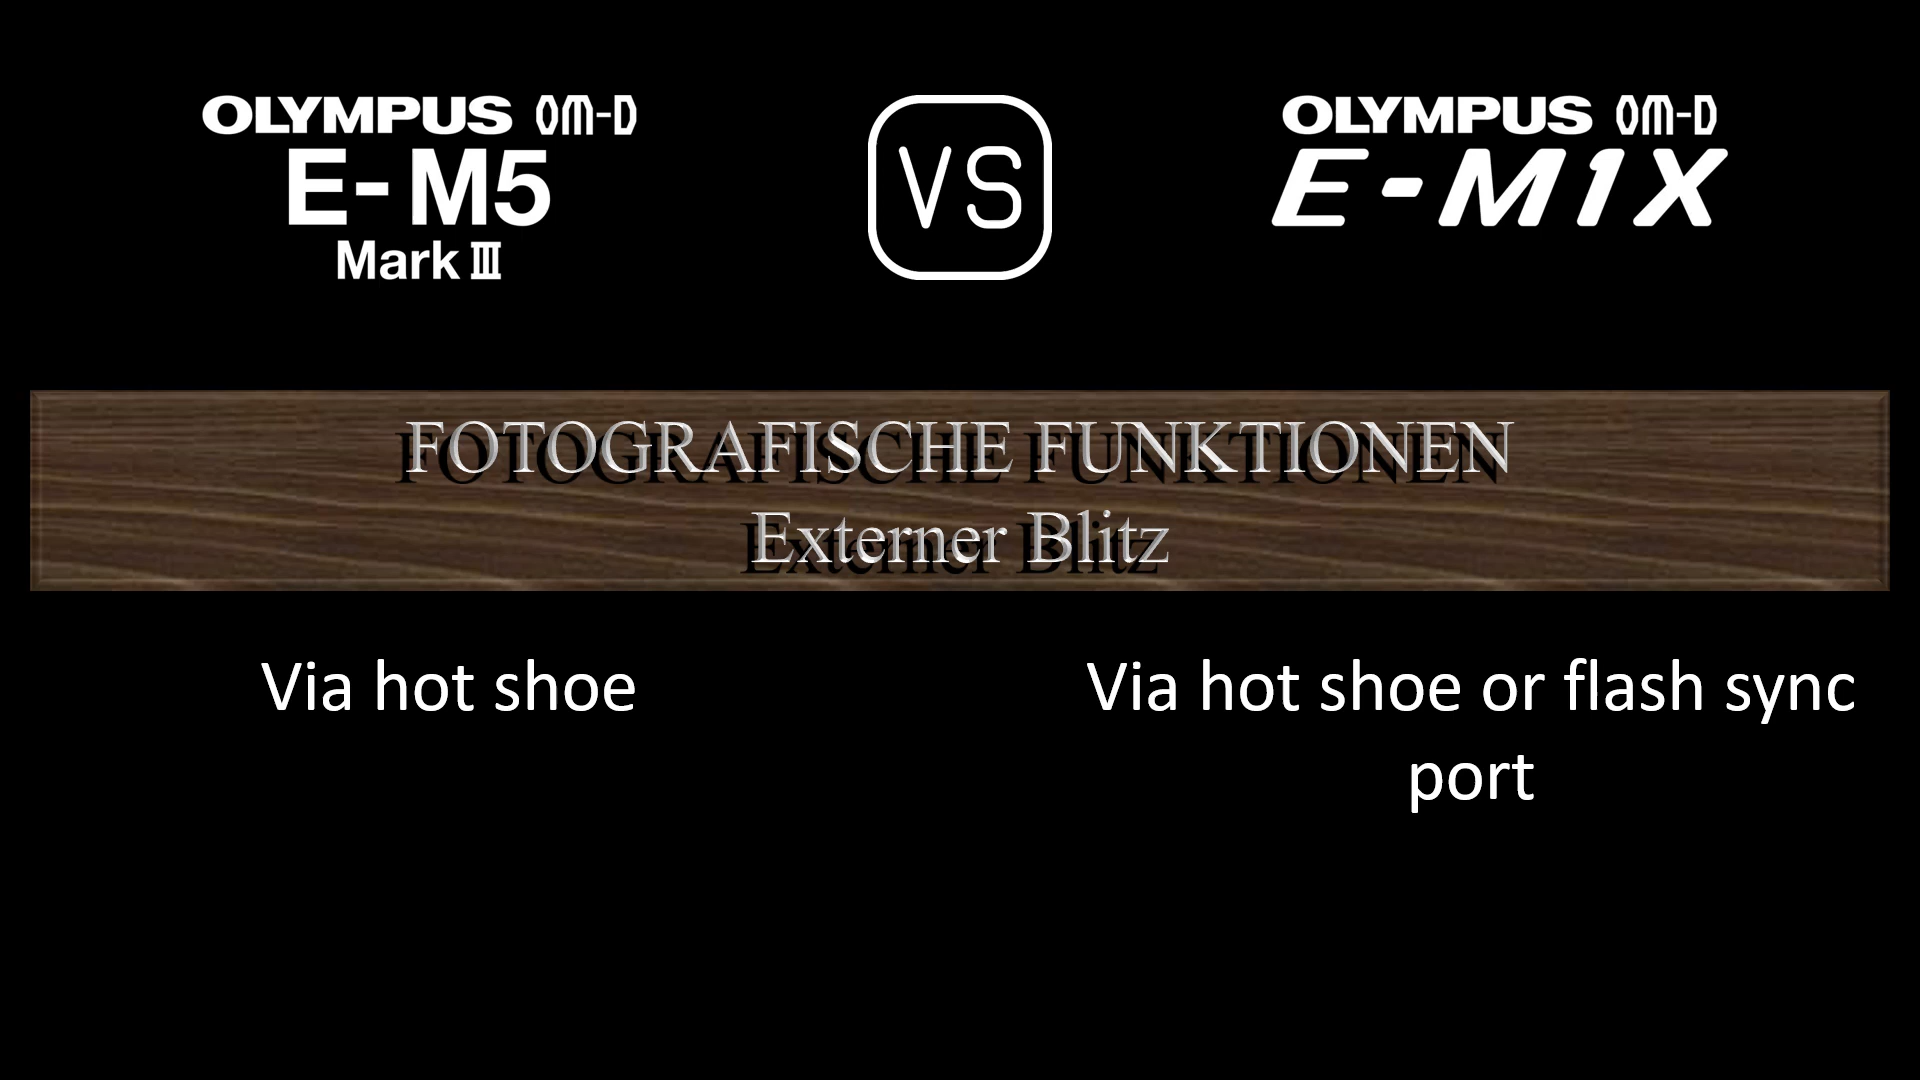 OLYMPUS OM-D
E-M5
Mark III
VS
OLYMPUS OM-D
E-M1X
FOTOGRAFISCHE FUNKTIONEN
Externer Blitz
Via hot shoe
Via hot shoe or flash sync
port